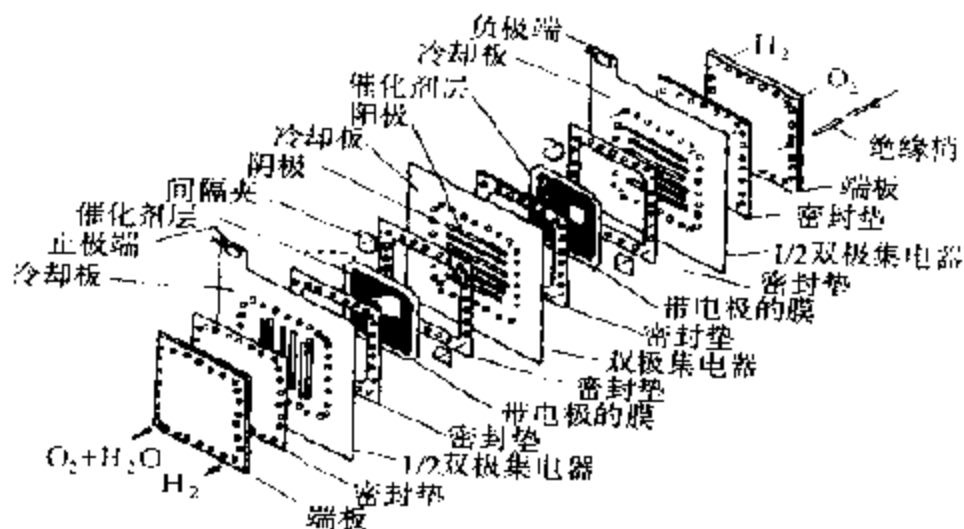 负极端
H₂
冷却板
O₂
催化剂层
阳极
冷却板
绝缘梢
阴极
间隔夹
端板
催化剂层
密封垫
正极端
1/2双极集电器
冷却板
密封垫
带电极的膜
密封垫
双极集电器
密封垫
带电极的膜
密封垫
O₂+H₂O
1/2双极集电器
H₂
密封垫
端板